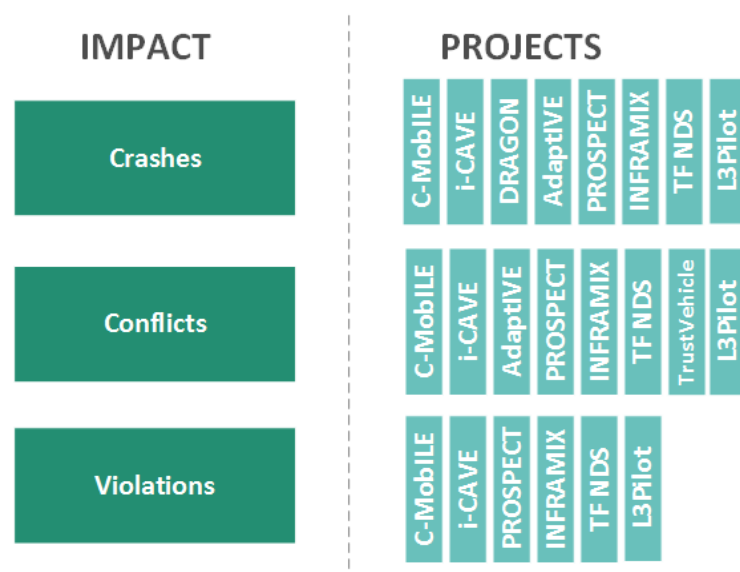 IMPACT
PROJECTS
Crashes
C-MobILE
i-CAVE
DRAGON
AdaptIVE
PROSPECT
INFRAMIX
TF NDS
L3Pilot
Conflicts
C-MobILE
i-CAVE
AdaptIVE
PROSPECT
INFRAMIX
TF NDS
TrustVehicle
L3Pilot
Violations
C-MobILE
i-CAVE
PROSPECT
INFRAMIX
TF NDS
L3Pilot